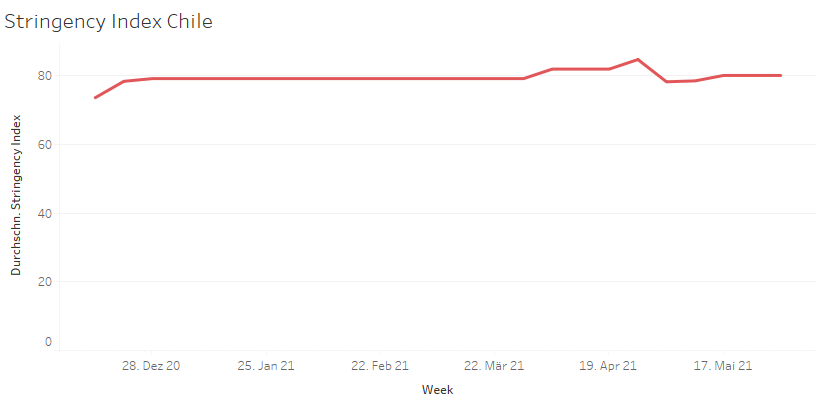 Stringency Index Chile
Durchschn. Stringency Index
80
60
40
20
0
28. Dez 20
25. Jan 21
22. Feb 21
22. Mär 21
19. Apr 21
17. Mai 21
Week